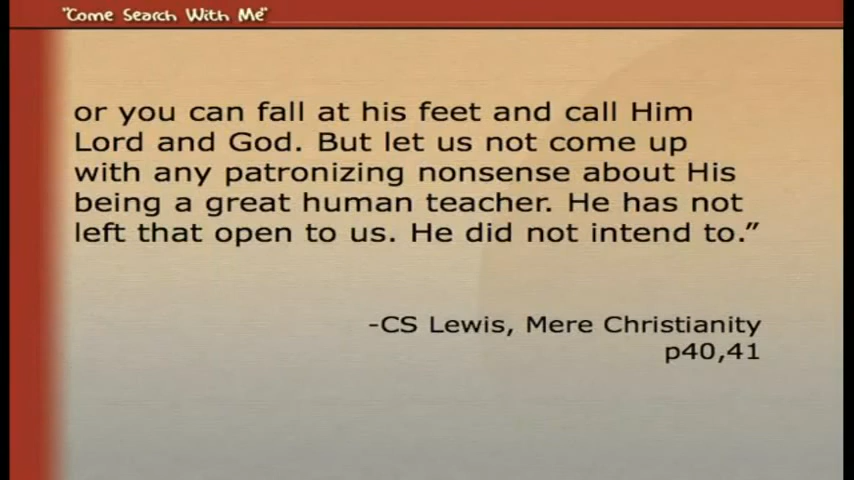 "Come Search With Me"
or you can fall at his feet and call Him
Lord and God. But let us not come up
with any patronizing nonsense about His
being a great human teacher. He has not
left that open to us. He did not intend to.”
-CS Lewis, Mere Christianity
p40,41